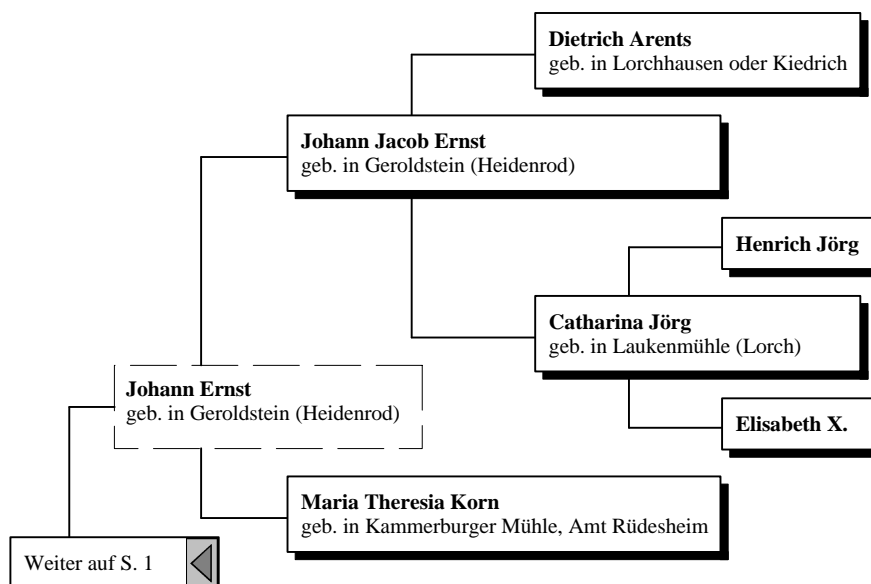 Dietrich Arents
geb. in Lorchhausen oder Kiedrich
Johann Jacob Ernst
geb. in Geroldstein (Heidenrod)
Henrich Jörg
Catharina Jörg
geb. in Laukenmühle (Lorch)
Johann Ernst
geb. in Geroldstein (Heidenrod)
Elisabeth X.
Maria Theresia Korn
geb. in Kammerburger Mühle, Amt Rüdesheim
Weiter auf S. 1